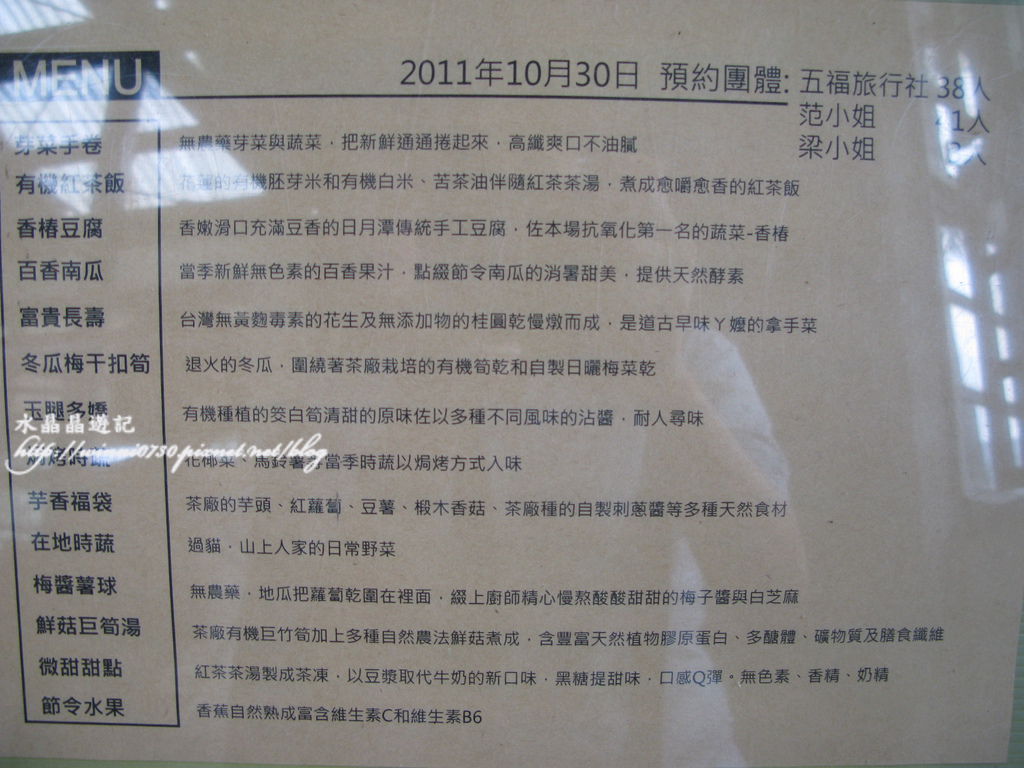 MENU
2011年10月30日 預約團體: 五福旅行社 38人
范小姐 41人
梁小姐 人
芽菜手卷 無農藥芽菜與蔬菜，把新鮮通通捲起來，高纖爽口不油膩
有機紅茶飯 花蓮的有機胚芽米和有機白米、苦茶油伴隨紅茶茶湯，煮成愈嚼愈香的紅茶飯
香椿豆腐 香嫩滑口充滿豆香的日月潭傳統手工豆腐，佐本場抗氧化第一名的蔬菜-香椿
百香南瓜 當季新鮮無色素的百香果汁，點綴節令南瓜的消暑甜美，提供天然酵素
富貴長壽 台灣無黃麴毒素的花生及無添加物的桂圓乾慢燉而成，是道古早味ㄚ嬤的拿手菜
冬瓜梅干扣筍 退火的冬瓜，圍繞著茶廠栽培的有機筍乾和自製日曬梅菜乾
玉腿多嬌 有機種植的筊白筍清甜的原味佐以多種不同風味的沾醬，耐人尋味
水晶晶遊記
焗烤時蔬 花椰菜、馬鈴薯 當季時蔬以焗烤方式入味
芋香福袋 茶廠的芋頭、紅蘿蔔、豆薯、椴木香菇、茶廠種的自製刺蔥醬等多種天然食材
在地時蔬 過貓，山上人家的日常野菜
梅醬薯球 無農藥，地瓜把蘿蔔乾圍在裡面，綴上廚師精心慢熬酸酸甜甜的梅子醬與白芝麻
鮮菇巨筍湯 茶廠有機巨竹筍加上多種自然農法鮮菇煮成，含豐富天然植物膠原蛋白、多醣體、礦物質及膳食纖維
微甜甜點 紅茶茶湯製成茶凍，以豆漿取代牛奶的新口味，黑糖提甜味，口感Q彈。無色素、香精、奶精
節令水果 香蕉自然熟成富含維生素C和維生素B6